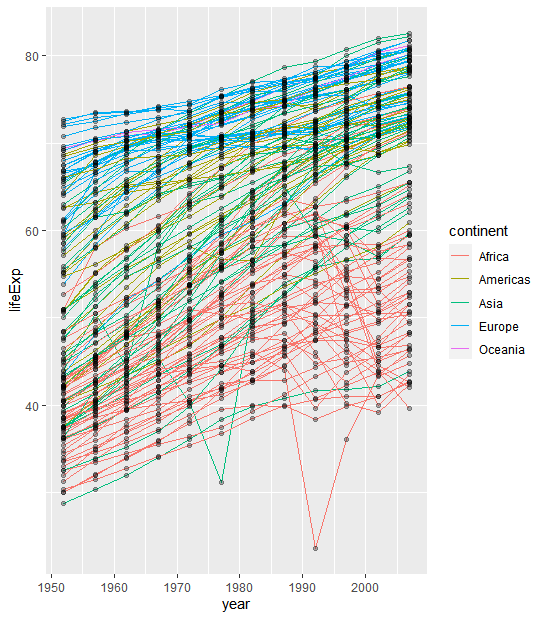 lifeExp
80
60
40
1950 1960 1970 1980 1990 2000
year
continent
Africa
Americas
Asia
Europe
Oceania